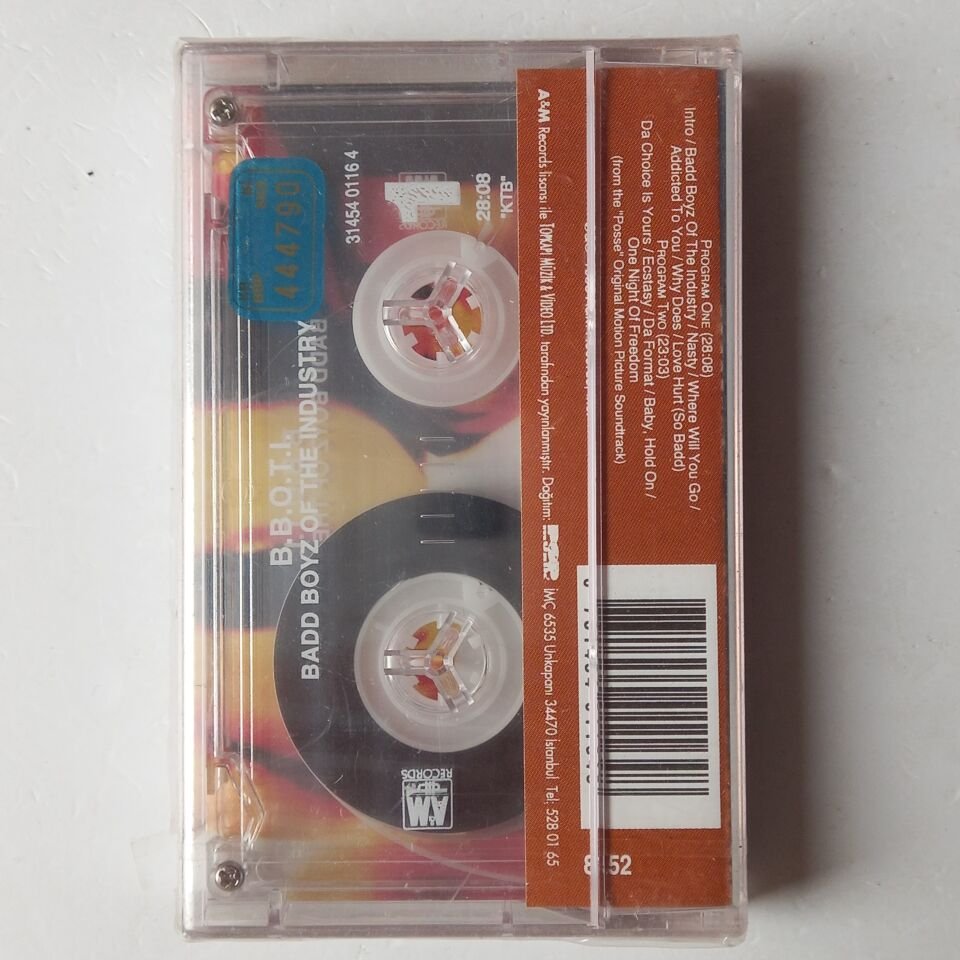 PROGRAM ONE (28:08)
Intro / Badd Boyz Of The Industry / Nasty / Where Will You Go /
Addicted To You / Why Does / Love Hurt (So Badd)
PROGRAM TWO (23:03)
Da Choice Is Yours / Ecstasy / Da Format / Baby, Hold On /
One Night Of Freedom
(from the "Posse" Original Motion Picture Soundtrack)
8 52
A&M Records lisansı ile TOPKAPI MÜZİK & VİDEO LTD. tarafından yayınlanmıştır. Dağıtım: İMÇ 6535 Unkapanı 34470 İstanbul Tel: 528 01 65
1
28:08
"KTB"
31454 0116 4
B.B.O.T.I.
BADD BOYZ OF THE INDUSTRY
A&M
RECORDS
444790